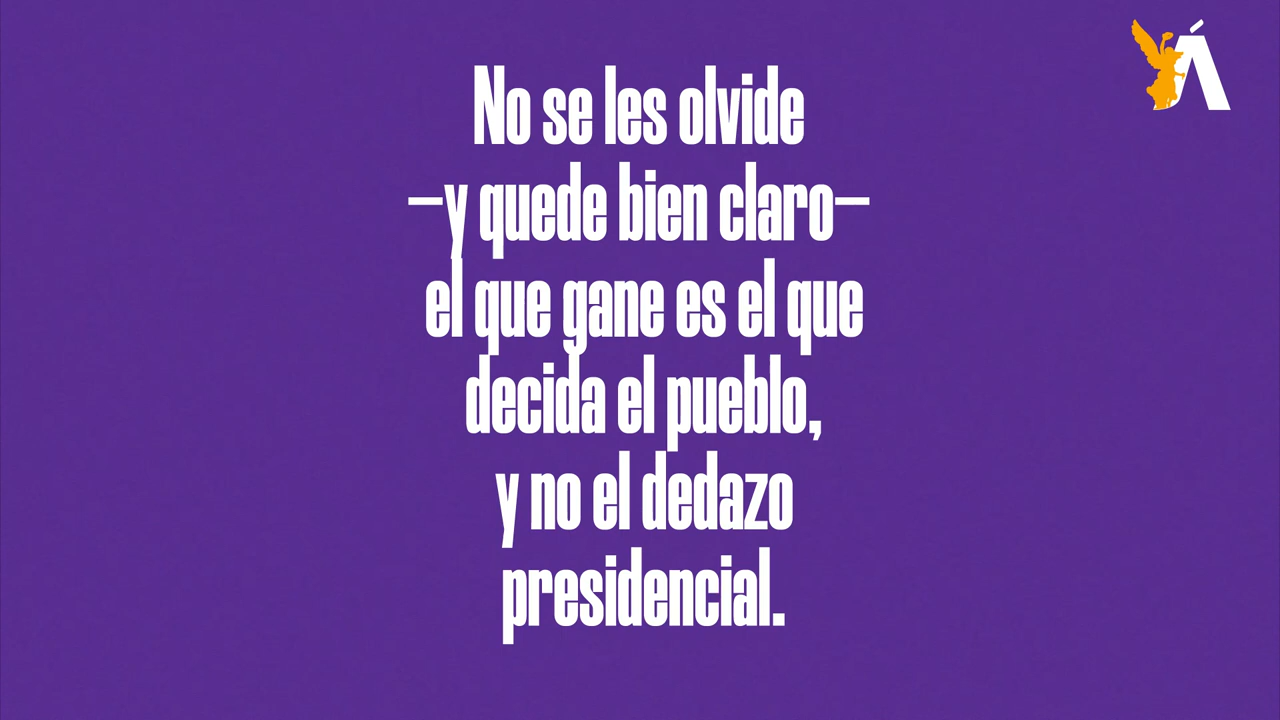 Á
No se les olvide
—y quede bien claro—
el que gane es el que
decida el pueblo,
y no el dedazo
presidencial.